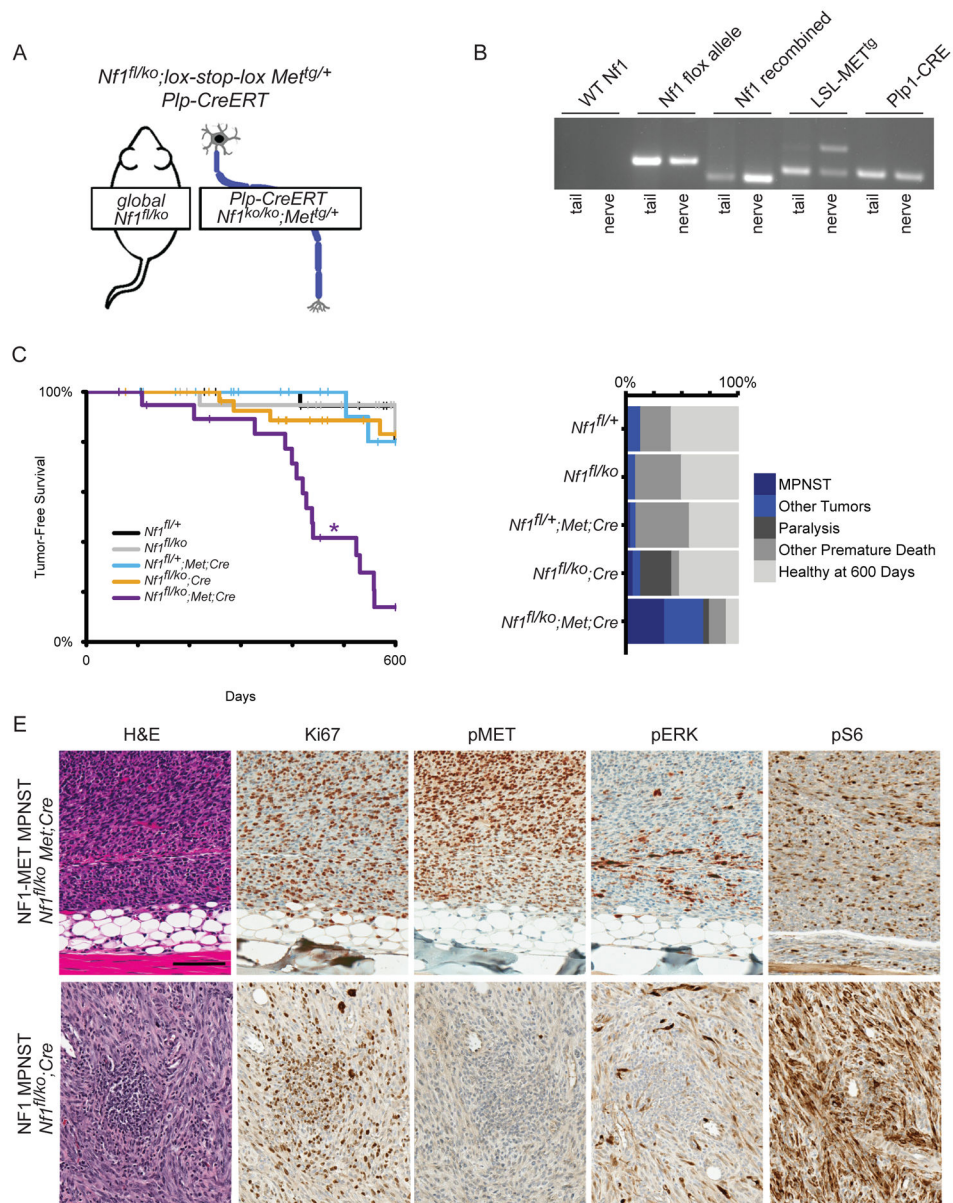 A
Nf1fl/ko;lox-stop-lox Mettg/+
Plp-CreERT
global
Nf1fl/ko
Plp-CreERT
Nf1ko/ko;Mettg/+
B
WT Nf1
Nf1 flox allele
Nf1 recombined
LSL-METtg
Plp1-CRE
tail
nerve
tail
nerve
tail
nerve
tail
nerve
tail
nerve
C
100%
0%
Tumor-Free Survival
*
Nf1fl/+
Nf1fl/ko
Nf1fl/+;Met;Cre
Nf1fl/ko;Cre
Nf1fl/ko;Met;Cre
0
600
Days
0%
100%
Nf1fl/+
Nf1fl/ko
Nf1fl/+;Met;Cre
Nf1fl/ko;Cre
Nf1fl/ko;Met;Cre
MPNST
Other Tumors
Paralysis
Other Premature Death
Healthy at 600 Days
E
H&E
Ki67
pMET
pERK
pS6
NF1-MET MPNST
Nf1fl/ko Met;Cre
NF1 MPNST
Nf1fl/ko;Cre